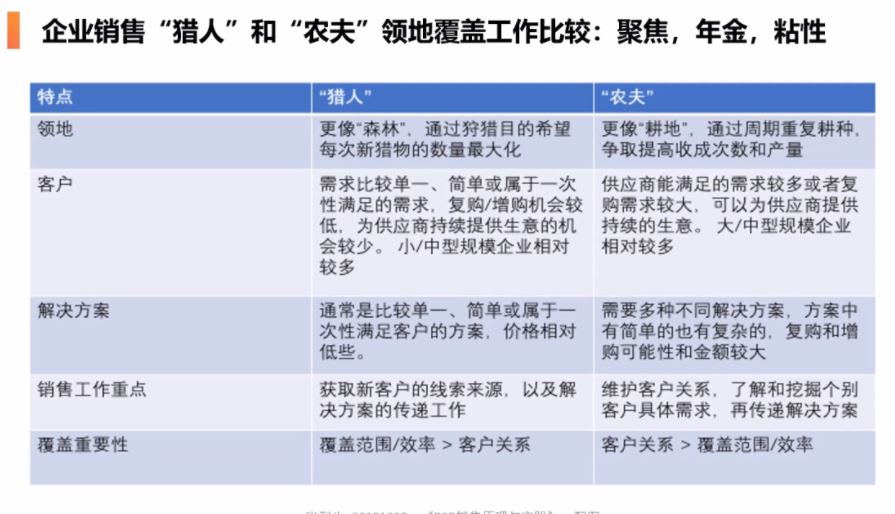 企业销售“猎人”和“农夫”领地覆盖工作比较：聚焦，年金，粘性
特点
“猎人”
“农夫”
领地
更像“森林”，通过狩猎目的希望
每次新猎物的数量最大化
更像“耕地”，通过周期重复耕种，
争取提高收成次数和产量
客户
需求比较单一、简单或属于一次
性满足的需求，复购/增购机会较
低，为供应商持续提供生意的机
会较少。 小/中型规模企业相对
较多
供应商能满足的需求较多或者复
购需求较大，可以为供应商提供
持续的生意。 大/中型规模企业
相对较多
解决方案
通常是比较单一、简单或属于一
次性满足客户的方案，价格相对
低些。
需要多种不同解决方案，方案中
有简单的也有复杂的，复购和增
购可能性和金额较大
销售工作重点
获取新客户的线索来源，以及解
决方案的传递工作
维护客户关系，了解和挖掘个别
客户具体需求，再传递解决方案
覆盖重要性
覆盖范围/效率 > 客户关系
客户关系 > 覆盖范围/效率